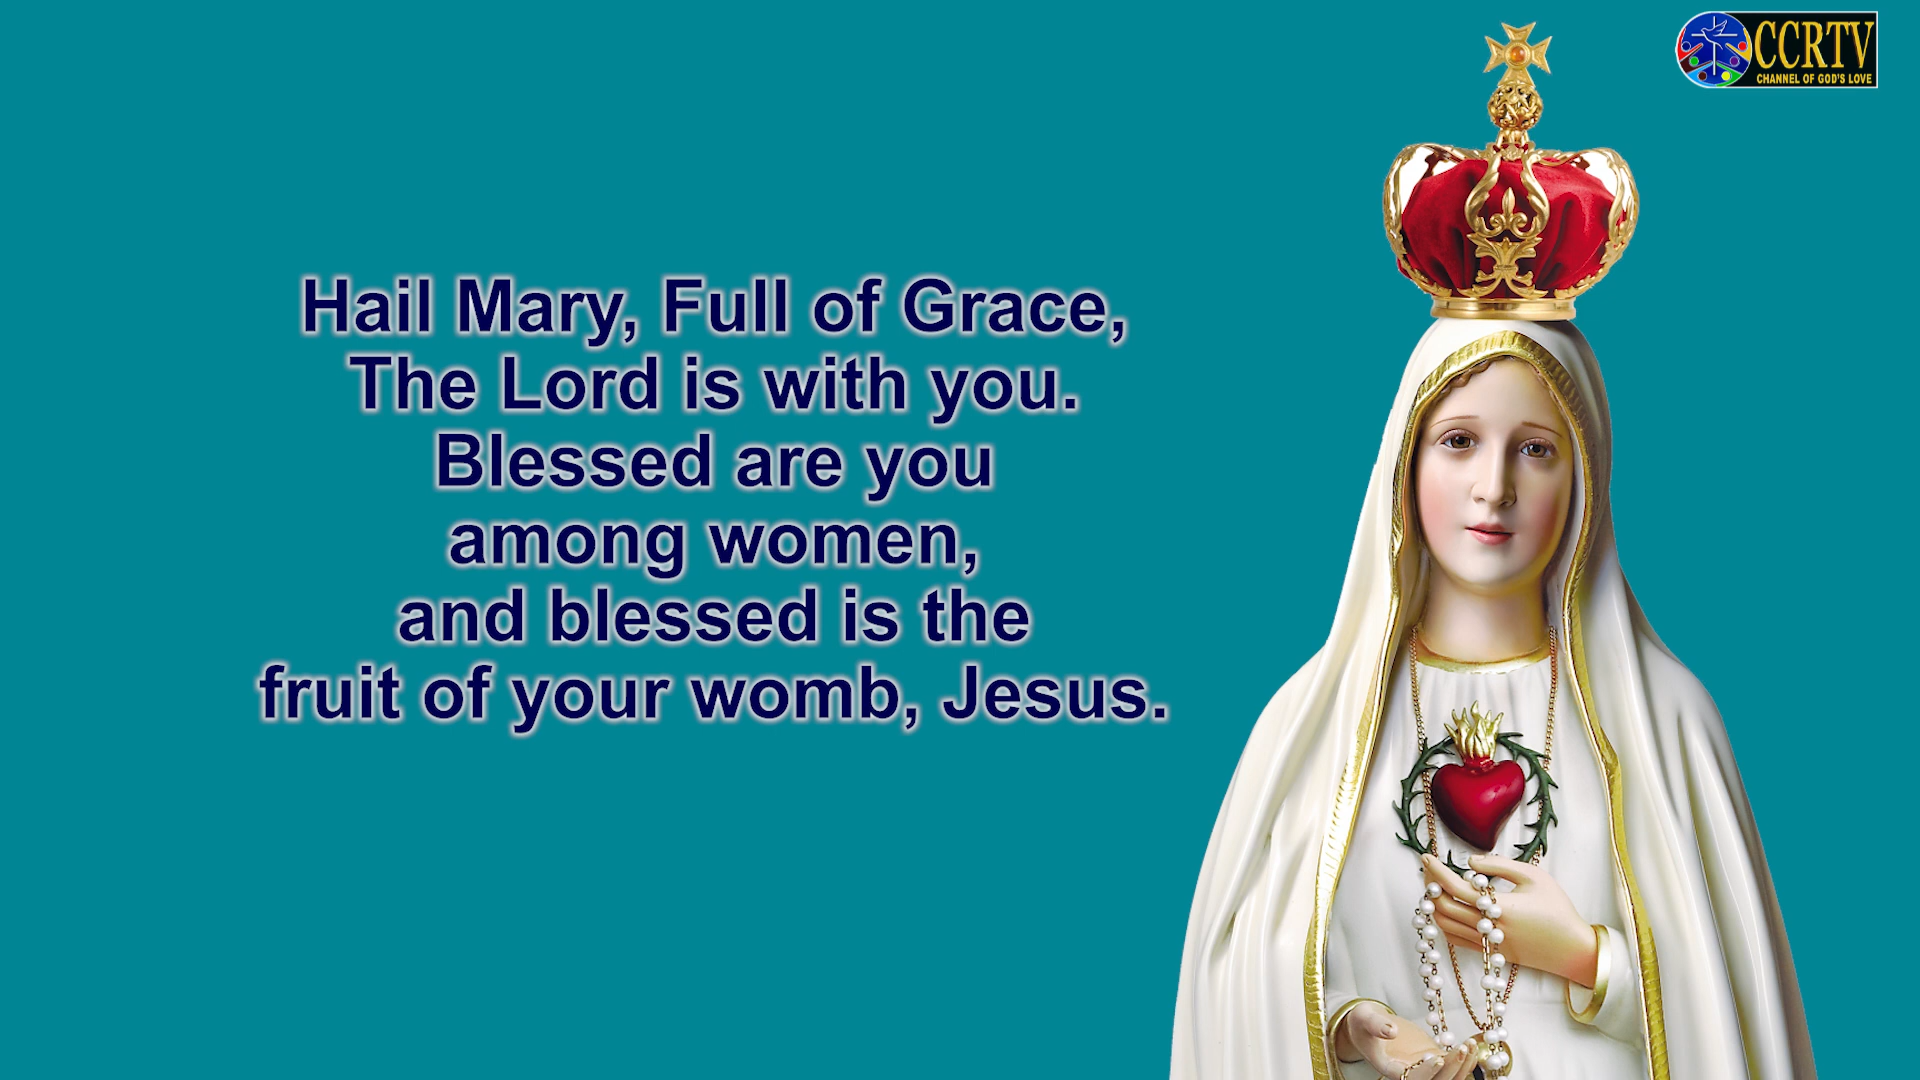 CCRTV
CHANNEL OF GOD'S LOVE
Hail Mary, Full of Grace,
The Lord is with you.
Blessed are you
among women,
and blessed is the
fruit of your womb, Jesus.